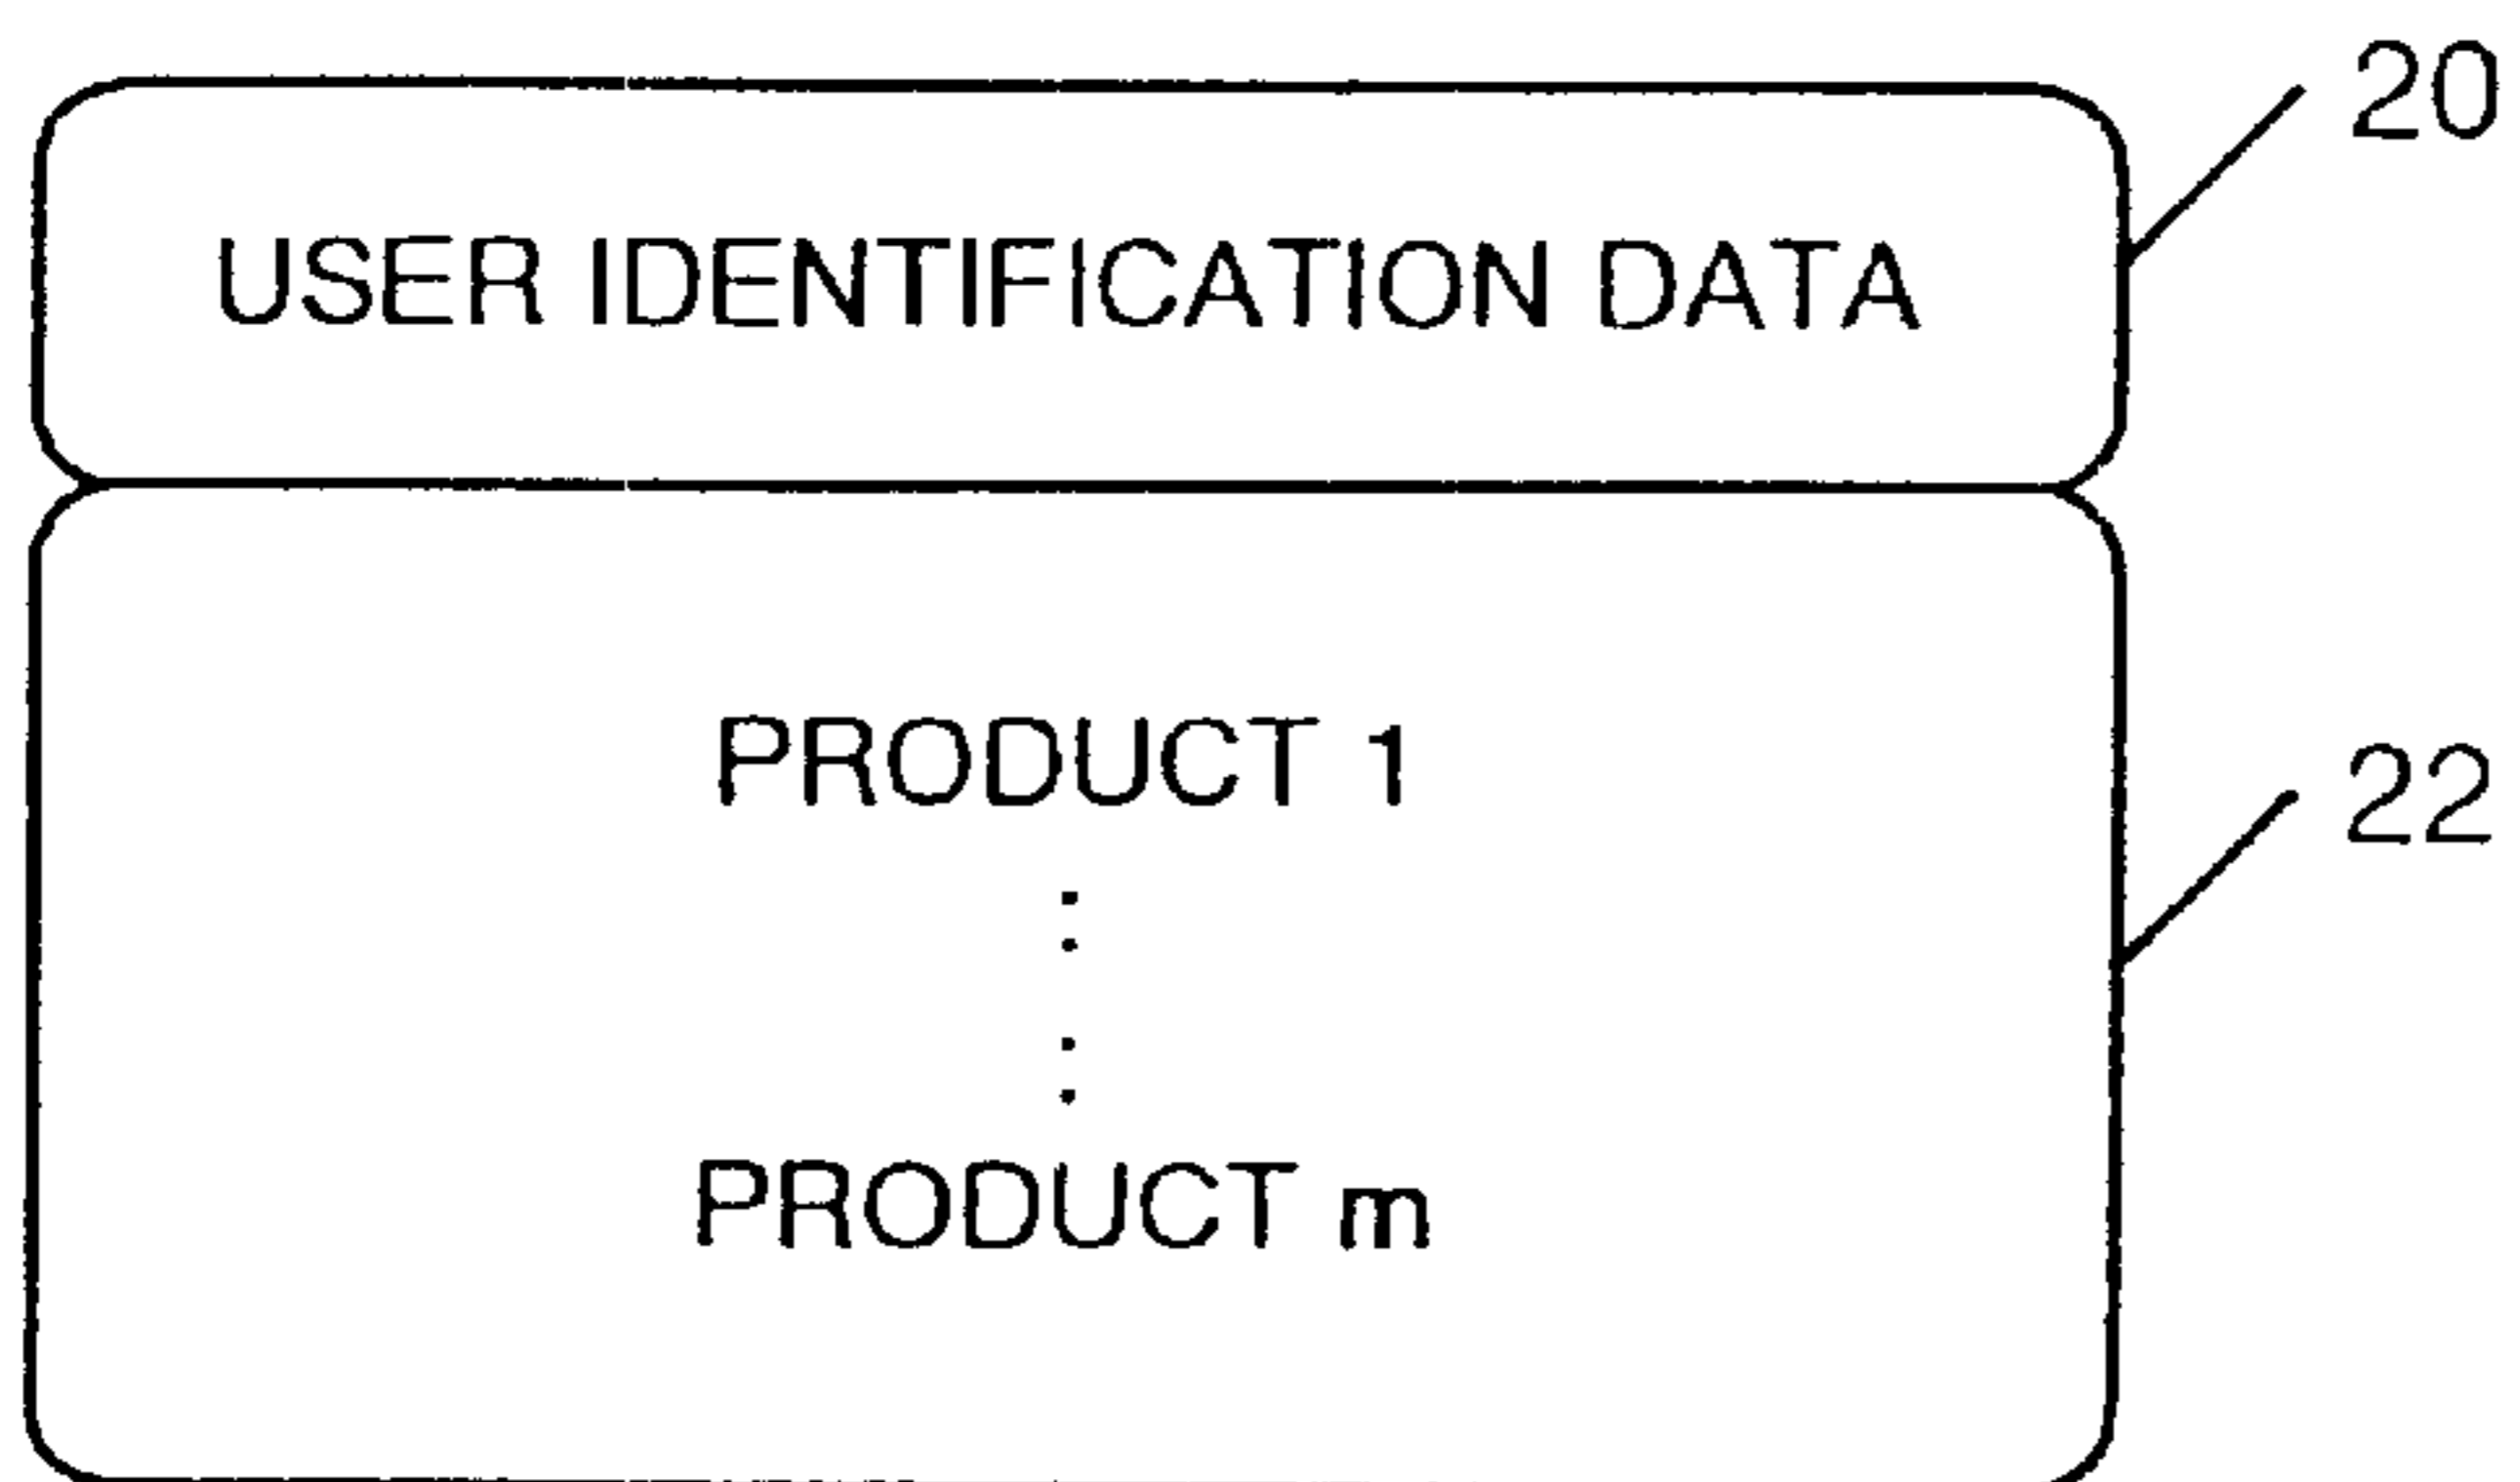 20
USER IDENTIFICATION DATA
PRODUCT 1
22
PRODUCT m